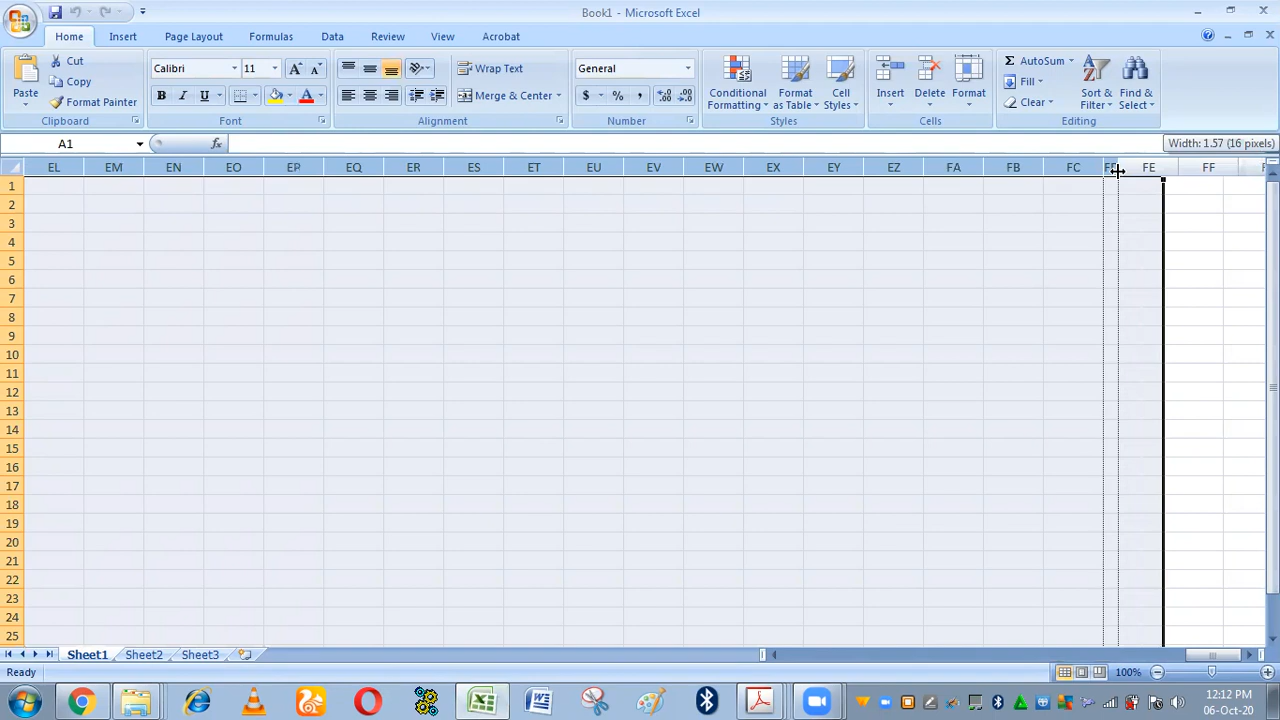 Book1 - Microsoft Excel
Home Insert Page Layout Formulas Data Review View Acrobat
Paste
Cut
Copy
Format Painter
Clipboard
Calibri 11
B I U
Font
Wrap Text
Merge & Center
Alignment
General
$ % ,
Number
Conditional Formatting
Format as Table
Cell Styles
Styles
Insert
Delete
Format
Cells
Σ AutoSum
Fill
Clear
Sort & Filter
Find & Select
Editing
A1
fx
Width: 1.57 (16 pixels)
EL EM EN EO EP EQ ER ES ET EU EV EW EX EY EZ FA FB FC FE FF
1
2
3
4
5
6
7
8
9
10
11
12
13
14
15
16
17
18
19
20
21
22
23
24
25
Sheet1 Sheet2 Sheet3
Ready
100%
12:12 PM
06-Oct-20